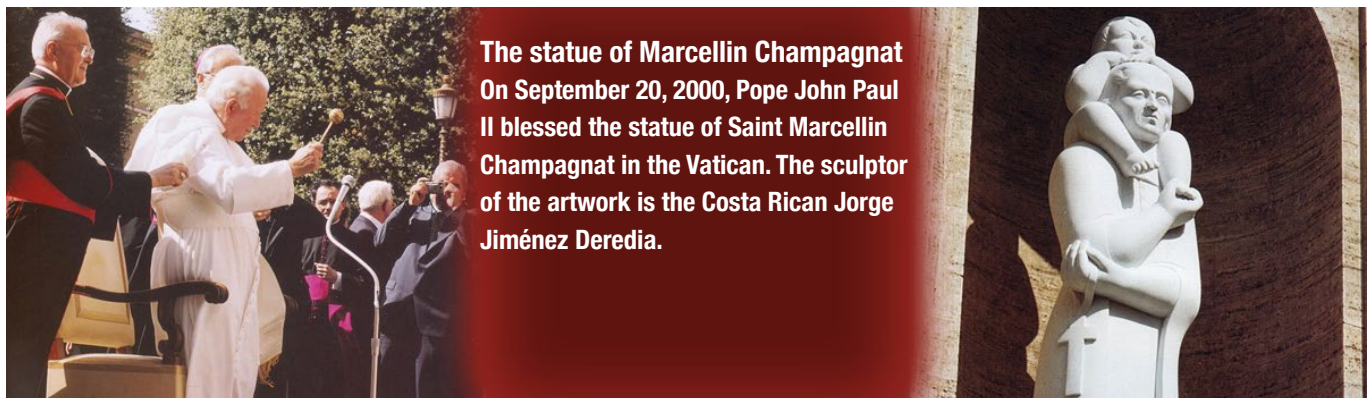 The statue of Marcellin Champagnat
On September 20, 2000, Pope John Paul
II blessed the statue of Saint Marcellin
Champagnat in the Vatican. The sculptor
of the artwork is the Costa Rican Jorge
Jiménez Deredia.